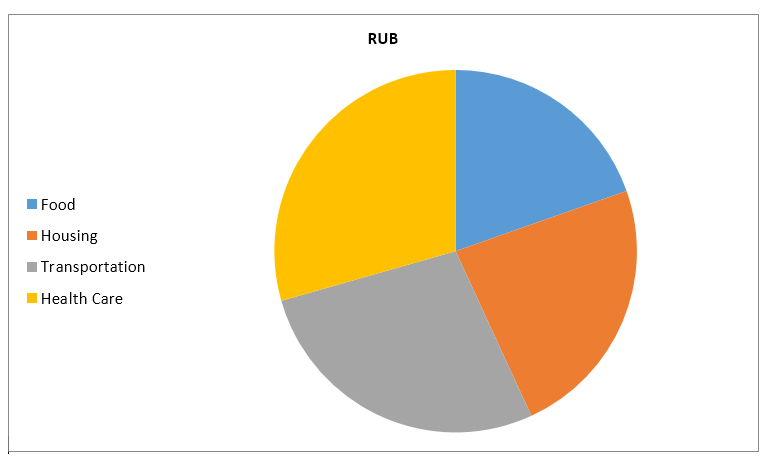 RUB
Food
Housing
Transportation
Health Care